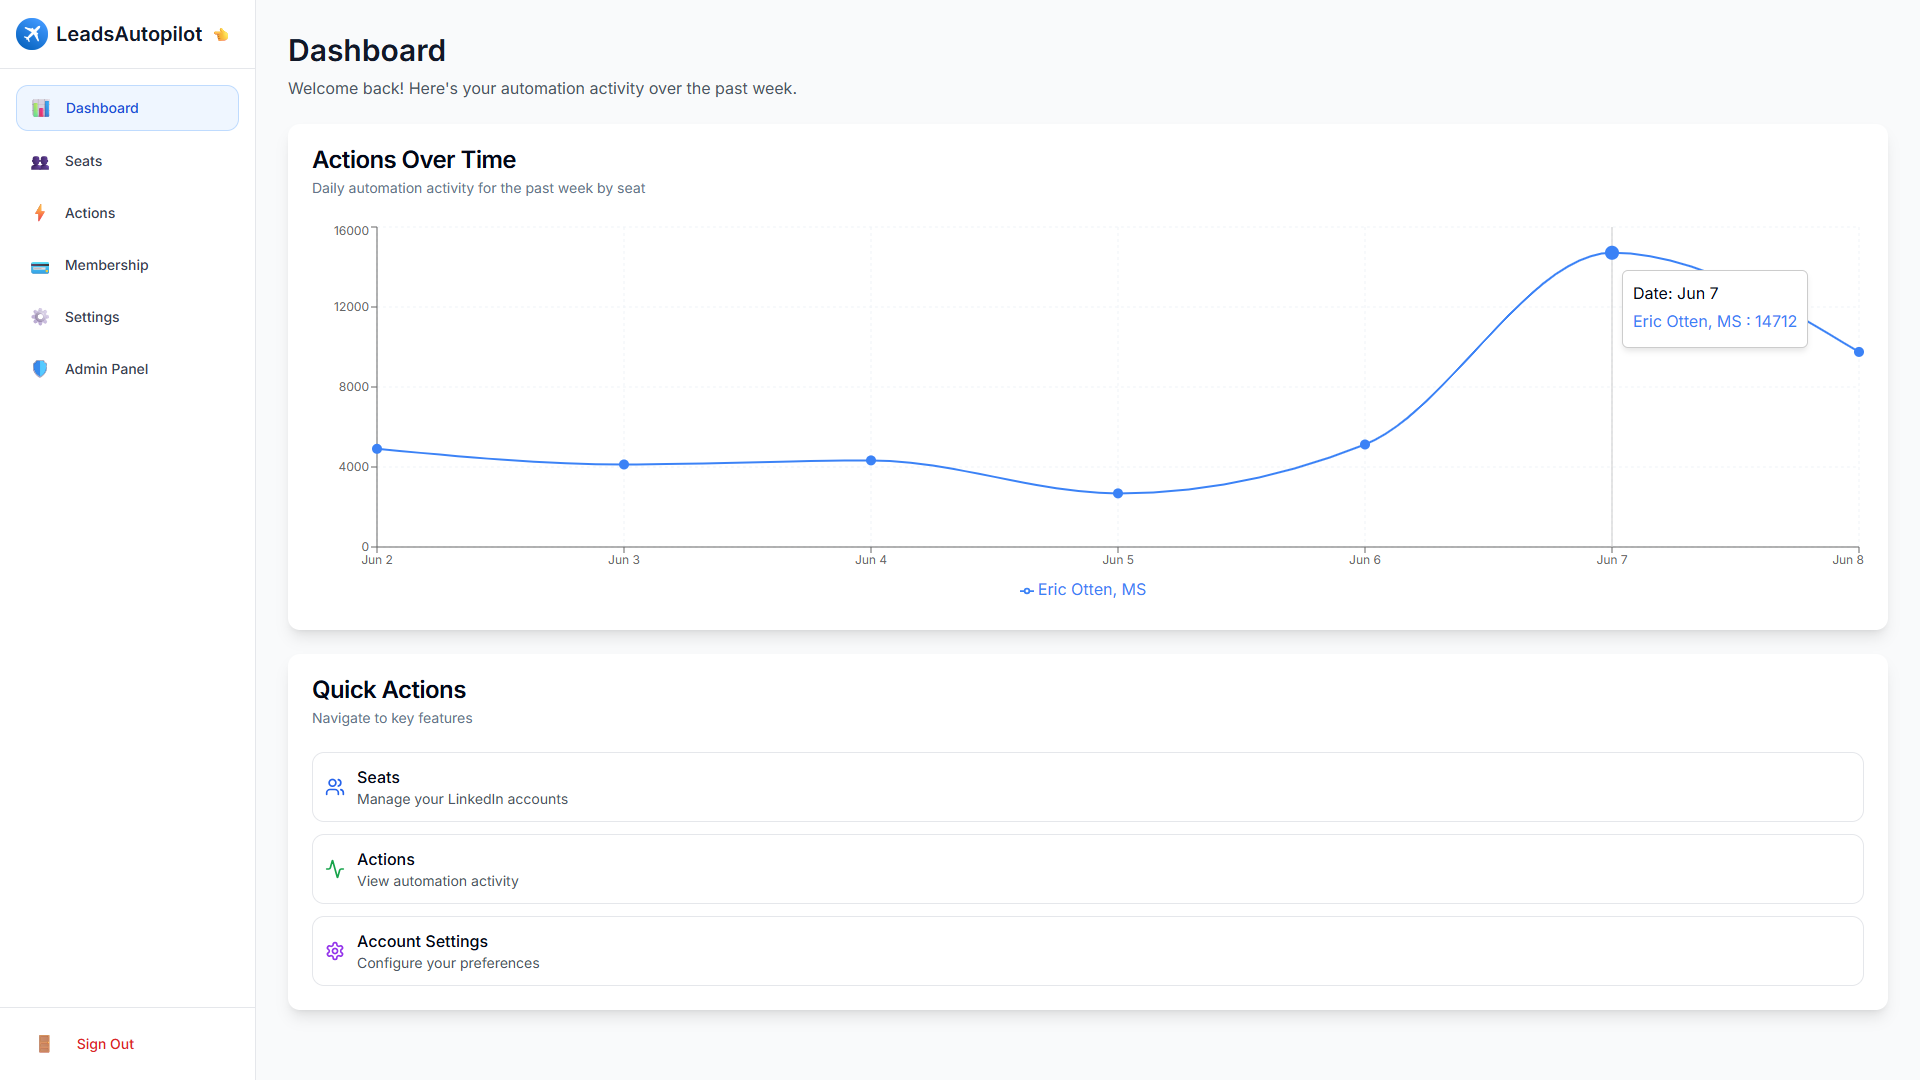 LeadsAutopilot
Dashboard
Seats
Actions
Membership
Settings
Admin Panel
Sign Out
Dashboard
Welcome back! Here's your automation activity over the past week.
Actions Over Time
Daily automation activity for the past week by seat
16000
12000
8000
4000
0
Jun 2 Jun 3 Jun 4 Jun 5 Jun 6 Jun 7 Jun 8
Date: Jun 7
Eric Otten, MS : 14712
Eric Otten, MS
Quick Actions
Navigate to key features
Seats
Manage your LinkedIn accounts
Actions
View automation activity
Account Settings
Configure your preferences